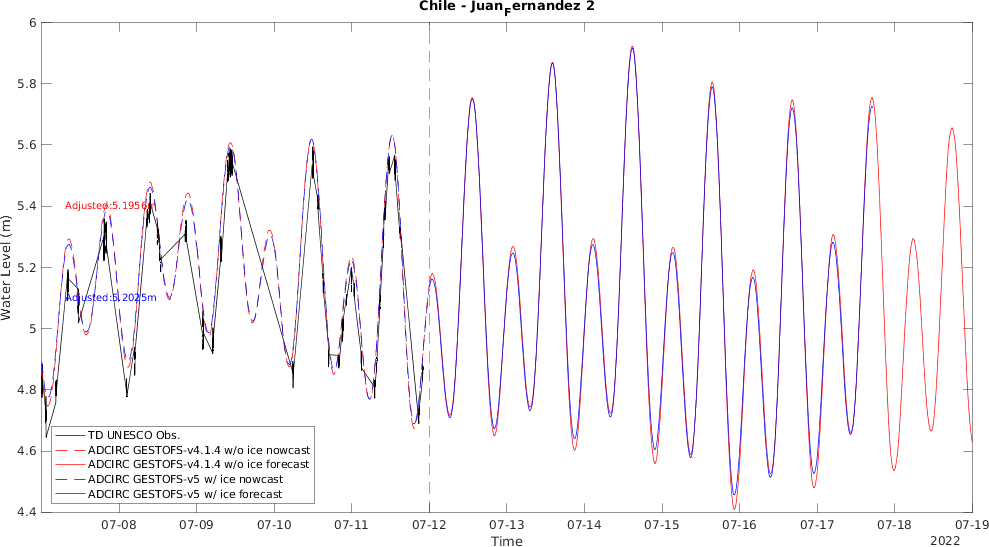 Chile - Juan_Fernandez 2
6
5.8
5.6
5.4
5.2
5
4.8
4.6
4.4
Water Level (m)
Adjusted:5.1956m
Adjusted:5.2025m
TD UNESCO Obs.
ADCIRC GESTOFS-v4.1.4 w/o ice nowcast
ADCIRC GESTOFS-v4.1.4 w/o ice forecast
ADCIRC GESTOFS-v5 w/ ice nowcast
ADCIRC GESTOFS-v5 w/ ice forecast
07-08 07-09 07-10 07-11 07-12 07-13 07-14 07-15 07-16 07-17 07-18 07-19
Time
2022